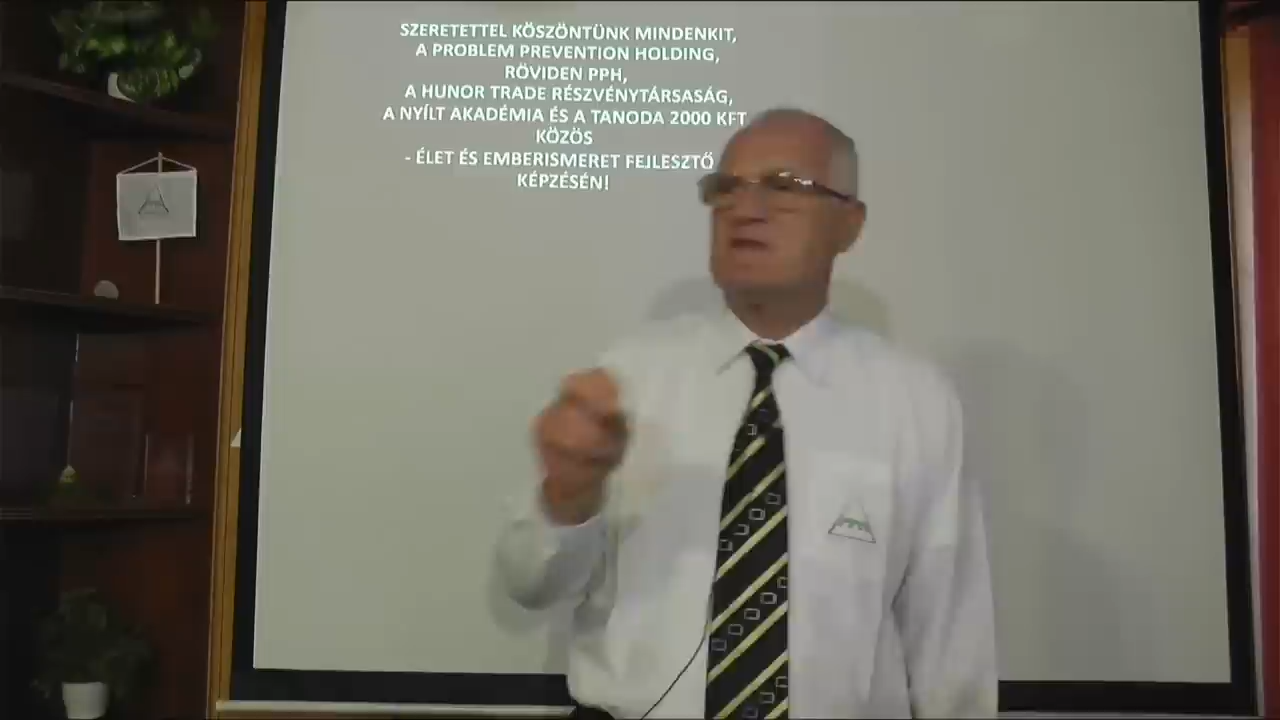 SZERETETTEL KÖSZÖNTÜNK MINDENKIT,
A PROBLEM PREVENTION HOLDING,
RÖVIDEN PPH,
A HUNOR TRADE RÉSZVÉNYTÁRSASÁG,
A NYÍLT AKADÉMIA ÉS A TANODA 2000 KFT
KÖZÖS
- ÉLET ÉS EMBERISMERET FEJLESZTŐ
KÉPZÉSÉN!